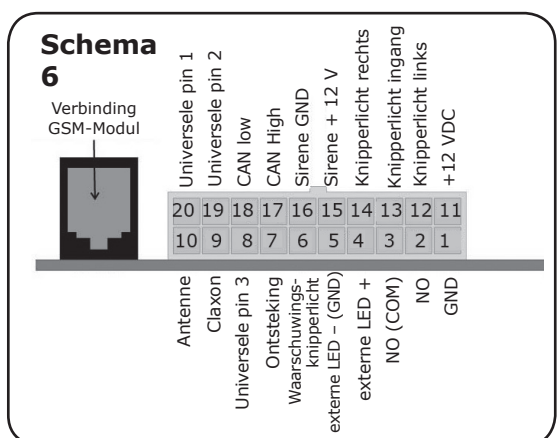 Schema
6
Verbinding
GSM-Modul
Universele pin 1
Universele pin 2
CAN low
CAN High
Sirene GND
Sirene + 12 V
Knipperlicht rechts
Knipperlicht ingang
Knipperlicht links
+12 VDC
20 19 18 17 16 15 14 13 12 11
10 9 8 7 6 5 4 3 2 1
Antenne
Claxon
Universele pin 3
Ontsteking
Waarschuwings-
knipperlicht
externe LED – (GND)
externe LED +
NO (COM)
NO
GND